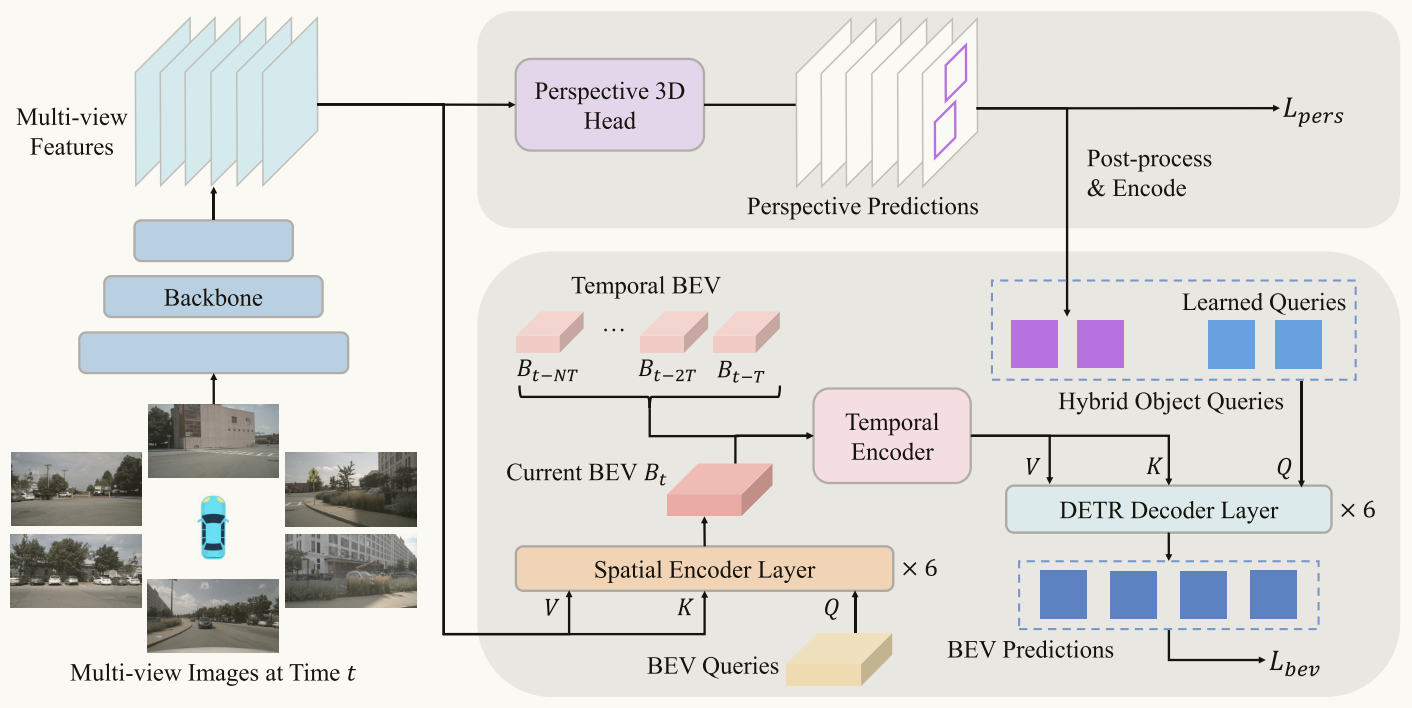 Multi-view
Features
Backbone
Multi-view Images at Time t
Perspective 3D
Head
Perspective Predictions
L_{pers}
Post-process
& Encode
Temporal BEV
...
B_{t-NT}
B_{t-2T}
B_{t-T}
Current BEV B_t
Temporal
Encoder
Spatial Encoder Layer
× 6
V
K
Q
BEV Queries
Learned Queries
Hybrid Object Queries
V
K
Q
DETR Decoder Layer
× 6
BEV Predictions
L_{bev}